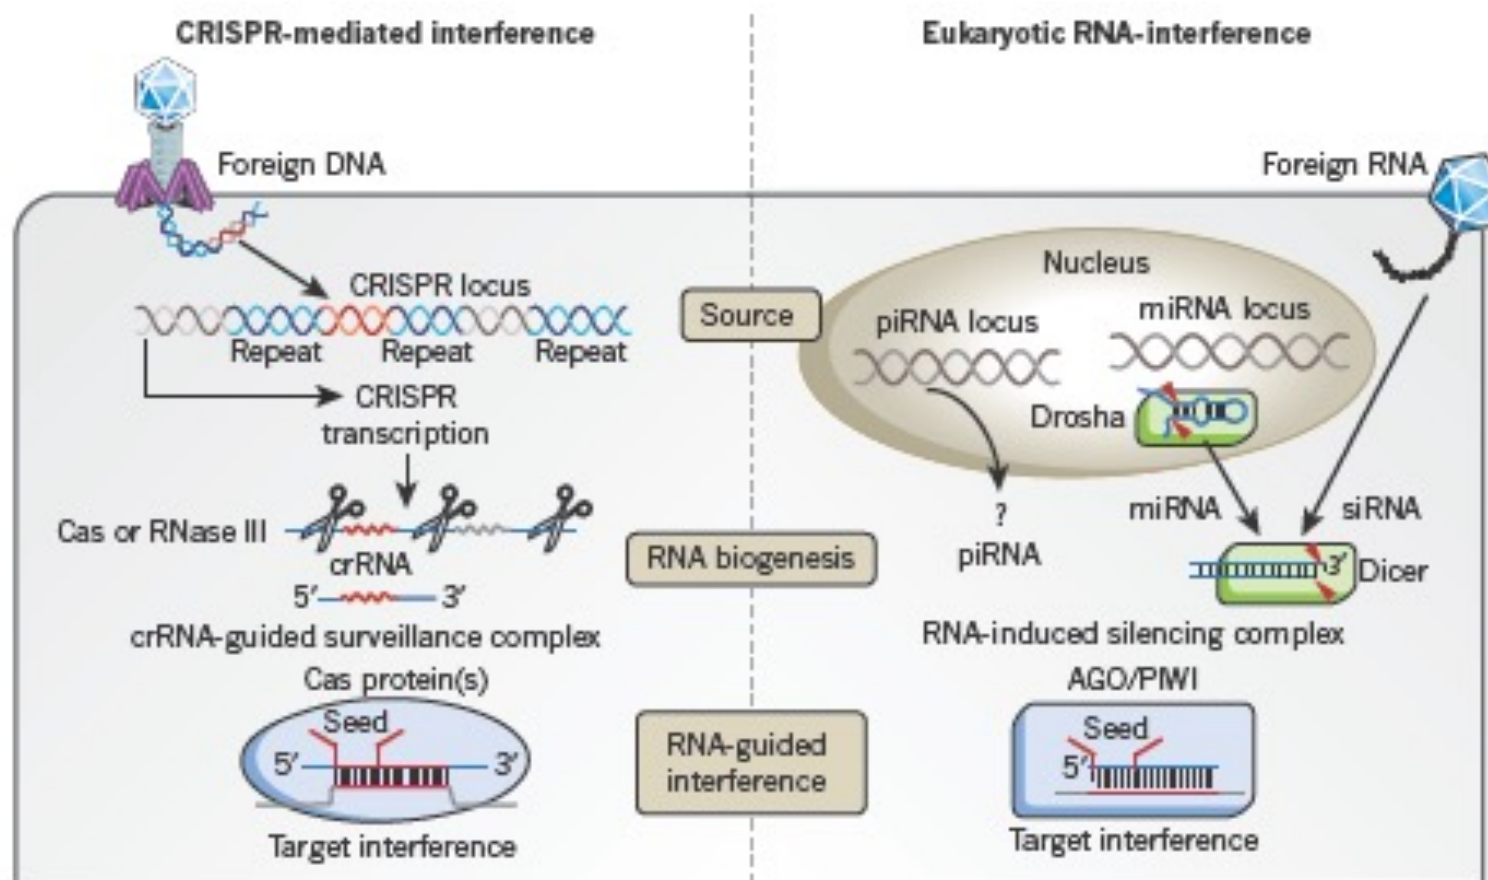 CRISPR-mediated interference
Eukaryotic RNA-interference
Foreign DNA
Foreign RNA
CRISPR locus
Repeat
Repeat
Repeat
CRISPR
transcription
Source
Nucleus
piRNA locus
miRNA locus
Drosha
Cas or RNase III
crRNA
5′
3′
RNA biogenesis
?
piRNA
miRNA
siRNA
3′
Dicer
crRNA-guided surveillance complex
Cas protein(s)
Seed
5′
3′
Target interference
RNA-guided
interference
RNA-induced silencing complex
AGO/PIWI
Seed
5′
Target interference